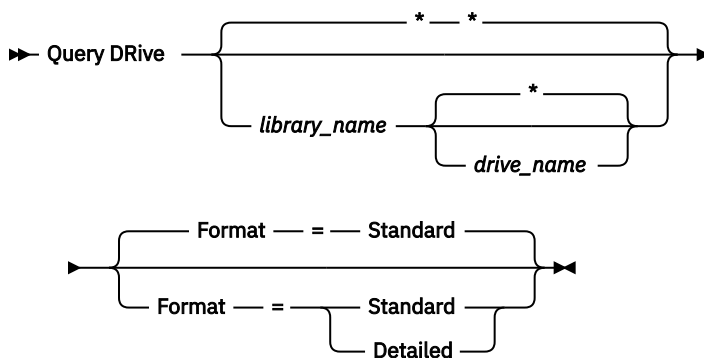 * *
Query DRive
*
library_name
drive_name
Format = Standard
Format = Standard
Detailed